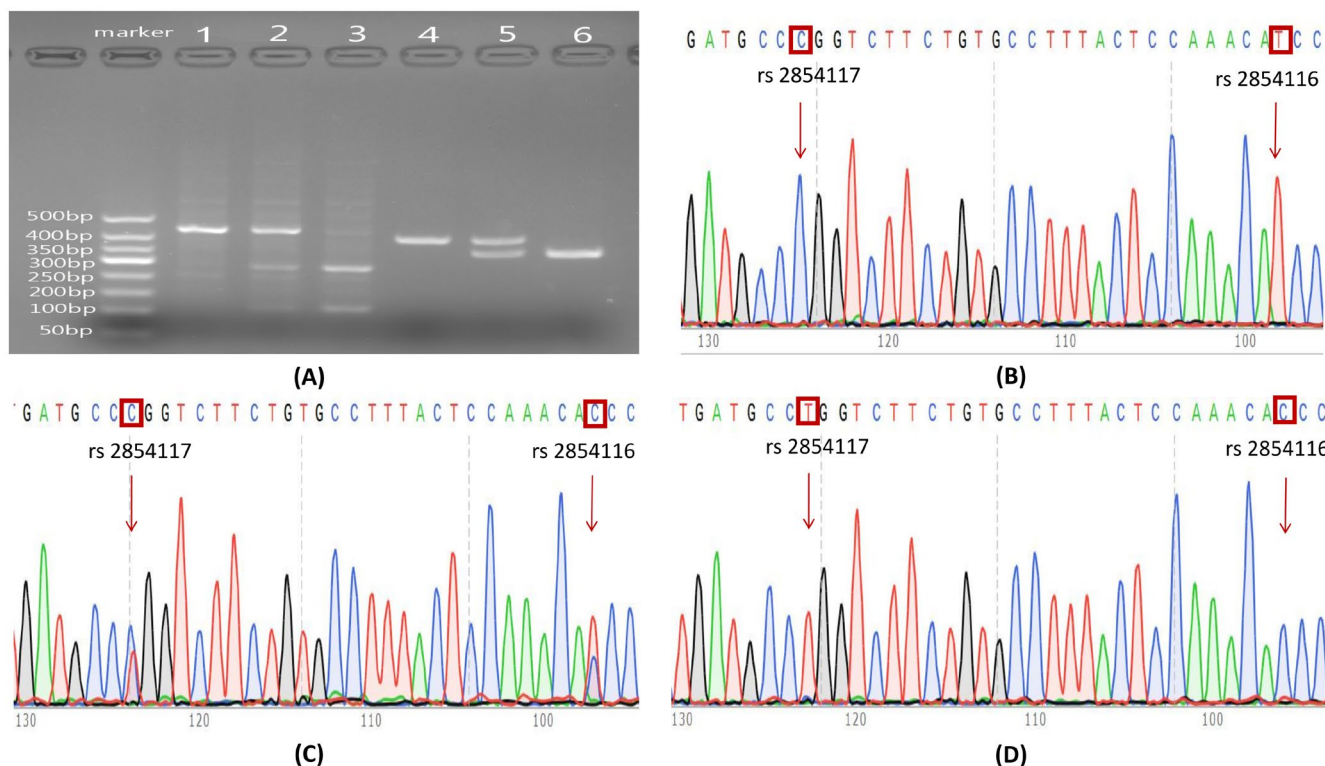 marker 1 2 3 4 5 6
500bp
400bp
350bp
300bp
250bp
200bp
100bp
50bp
(A)
G A T G C C C G G T C T T C T G T G C C T T T A C T C C A A A C A T C C
rs 2854117
rs 2854116
130 120 110 100
(B)
T G A T G C C C G G T C T T C T G T G C C T T T A C T C C A A A C A C C C
rs 2854117
rs 2854116
130 120 110 100
(C)
T G A T G C C T G G T C T T C T G T G C C T T T A C T C C A A A C A C C C
rs 2854117
rs 2854116
130 120 110 100
(D)